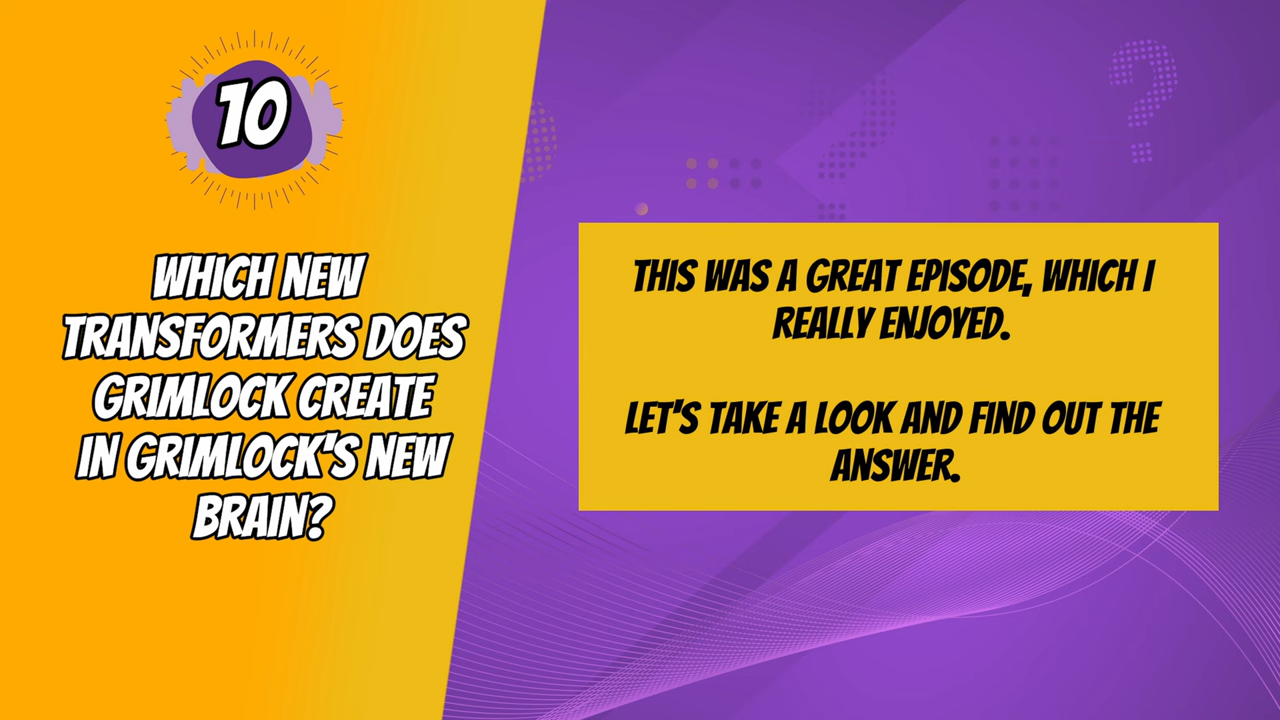 10
WHICH NEW
TRANSFORMERS DOES
GRIMLOCK CREATE
IN GRIMLOCK'S NEW
BRAIN?
THIS WAS A GREAT EPISODE, WHICH I
REALLY ENJOYED.
LET'S TAKE A LOOK AND FIND OUT THE
ANSWER.